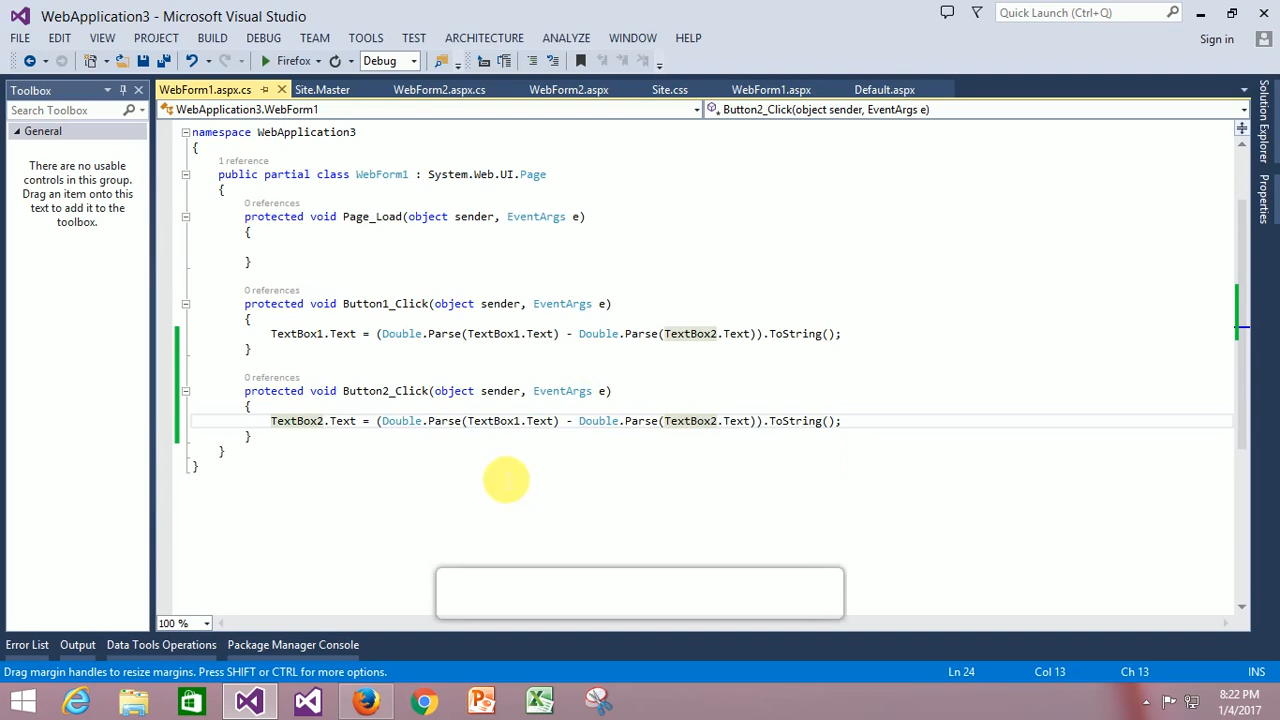 WebApplication3 - Microsoft Visual Studio
Quick Launch (Ctrl+Q)
FILE EDIT VIEW PROJECT BUILD DEBUG TEAM TOOLS TEST ARCHITECTURE ANALYZE WINDOW HELP
Sign in
Firefox
Debug
Toolbox
Search Toolbox
General
There are no usable
controls in this group.
Drag an item onto this
text to add it to the
toolbox.
WebForm1.aspx.cs Site.Master WebForm2.aspx.cs WebForm2.aspx Site.css WebForm1.aspx Default.aspx
WebApplication3.WebForm1 Button2_Click(object sender, EventArgs e)
namespace WebApplication3
{
1 reference
public partial class WebForm1 : System.Web.UI.Page
{
0 references
protected void Page_Load(object sender, EventArgs e)
{
}
0 references
protected void Button1_Click(object sender, EventArgs e)
{
TextBox1.Text = (Double.Parse(TextBox1.Text) - Double.Parse(TextBox2.Text)).ToString();
}
0 references
protected void Button2_Click(object sender, EventArgs e)
{
TextBox2.Text = (Double.Parse(TextBox1.Text) - Double.Parse(TextBox2.Text)).ToString();
}
}
}
Solution Explorer
Properties
100 %
Error List Output Data Tools Operations Package Manager Console
Drag margin handles to resize margins. Press SHIFT or CTRL for more options. Ln 24 Col 13 Ch 13 INS
8:22 PM
1/4/2017